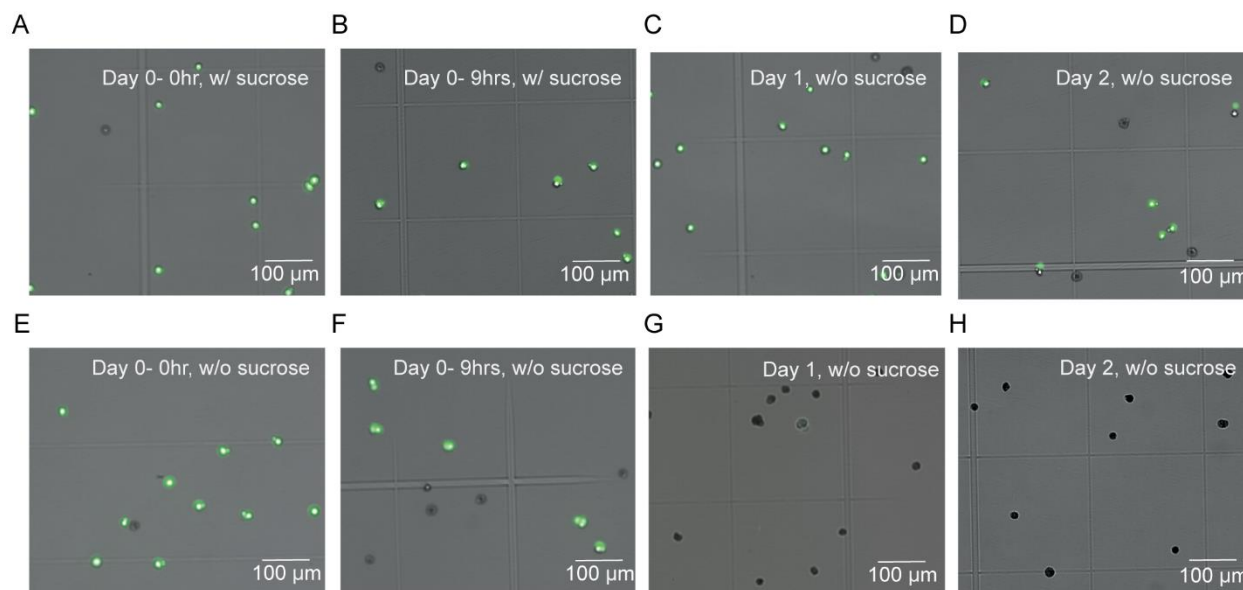 A
Day 0- 0hr, w/ sucrose
100 µm
B
Day 0- 9hrs, w/ sucrose
100 µm
C
Day 1, w/o sucrose
100 µm
D
Day 2, w/o sucrose
100 µm
E
Day 0- 0hr, w/o sucrose
100 µm
F
Day 0- 9hrs, w/o sucrose
100 µm
G
Day 1, w/o sucrose
100 µm
H
Day 2, w/o sucrose
100 µm